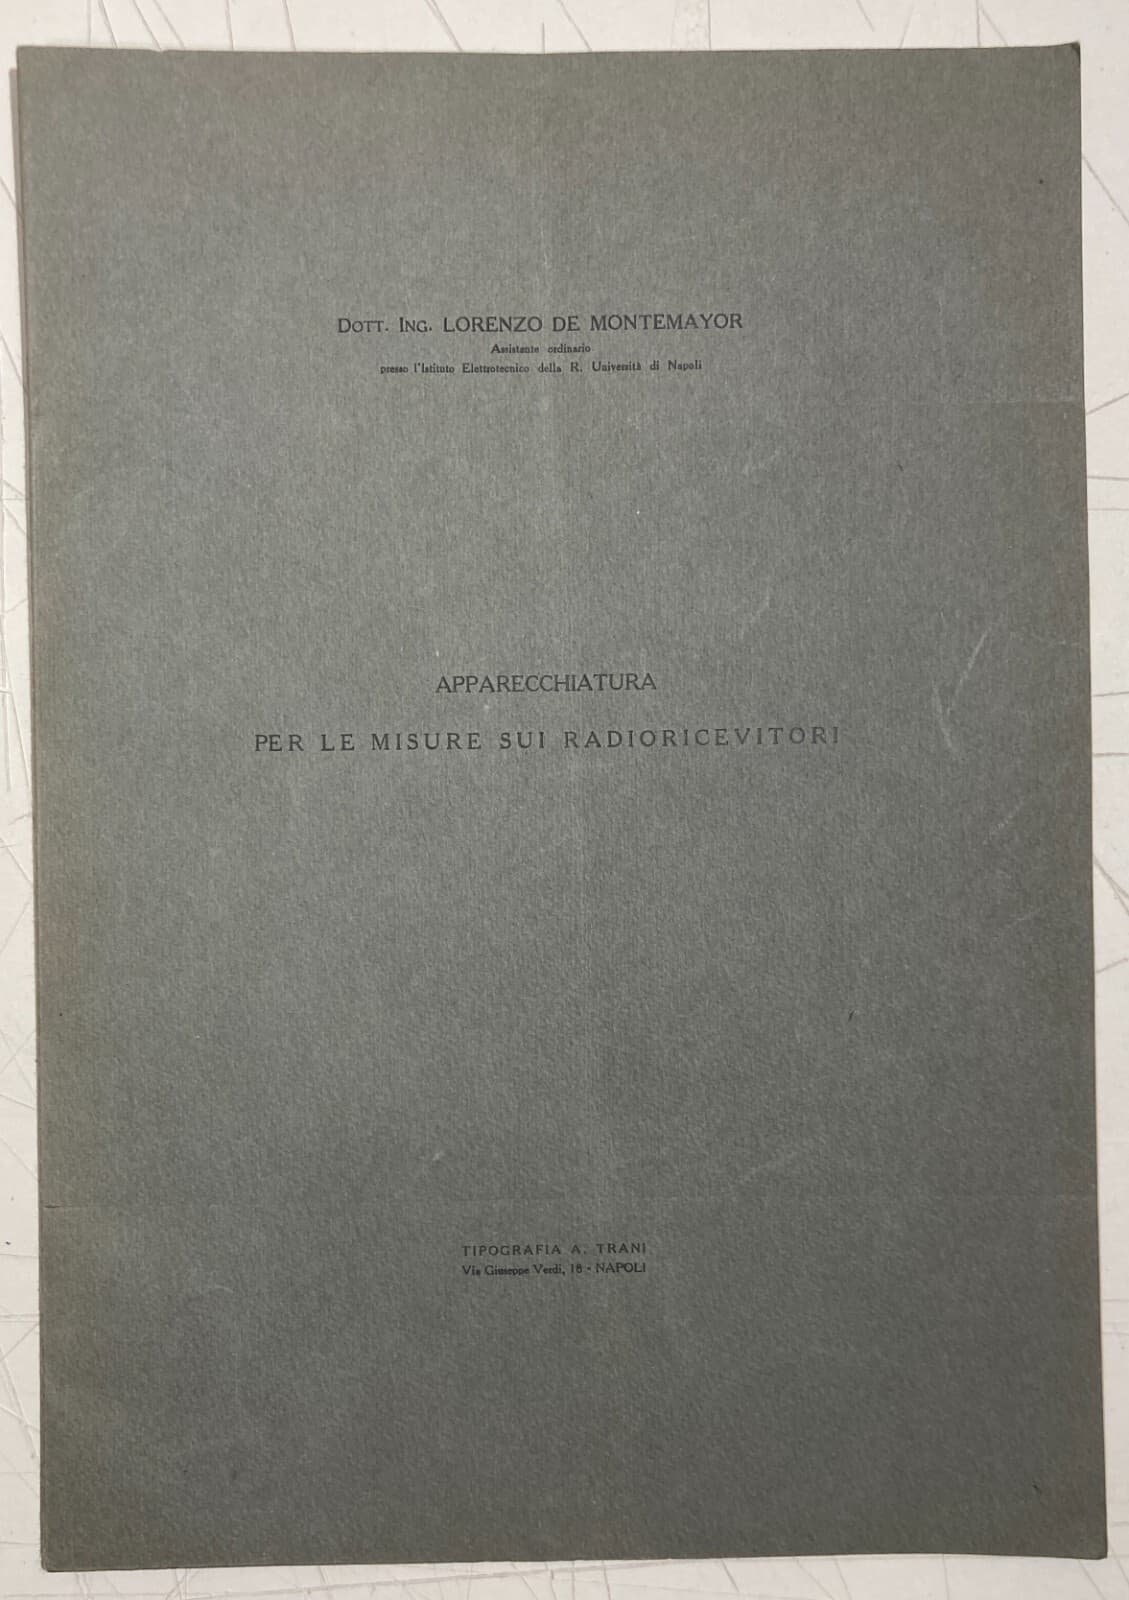 DOTT. ING. LORENZO DE MONTEMAYOR
Assistente ordinario
presso l'Istituto Elettrotecnico della R. Università di Napoli
APPARECCHIATURA
PER LE MISURE SUI RADIORICEVITORI
TIPOGRAFIA A. TRANI
Via Giuseppe Verdi, 18 - NAPOLI